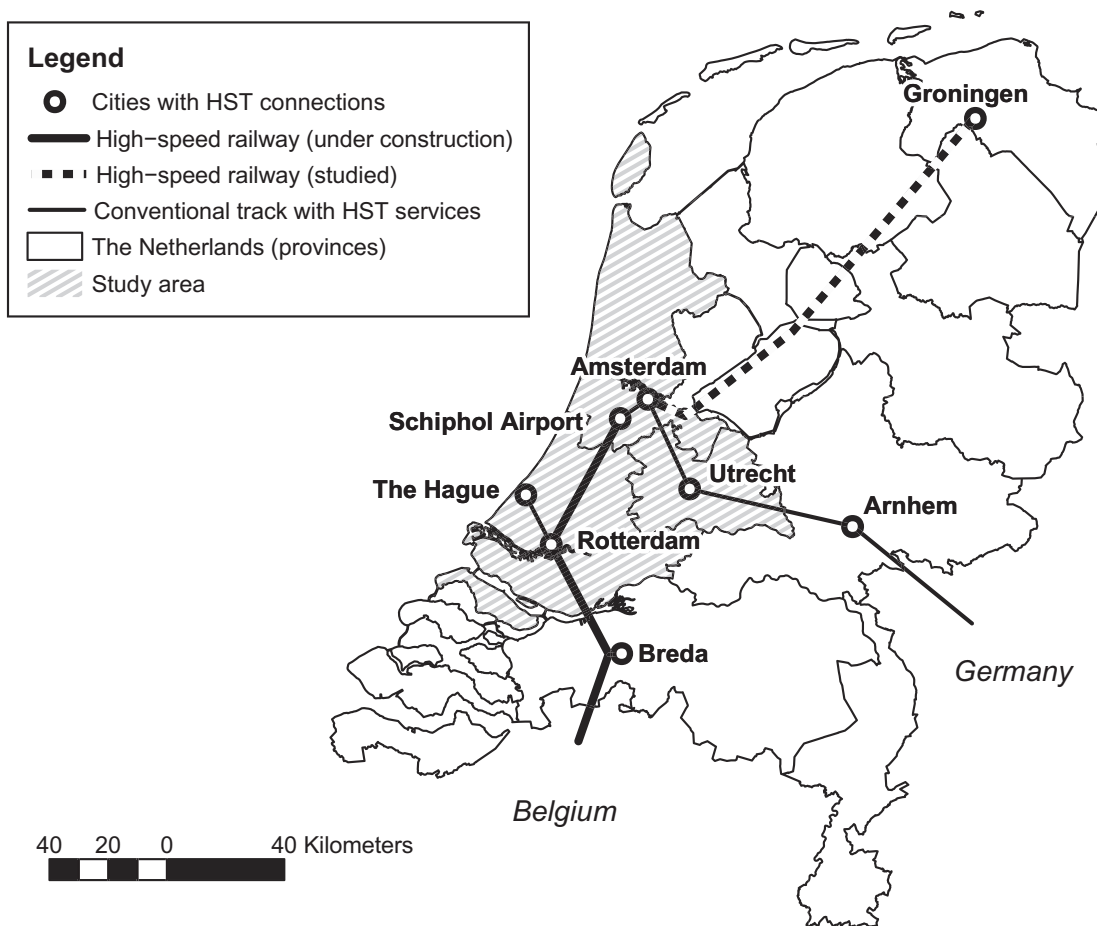 Legend
Cities with HST connections
High−speed railway (under construction)
High−speed railway (studied)
Conventional track with HST services
The Netherlands (provinces)
Study area
Groningen
Amsterdam
Schiphol Airport
The Hague
Utrecht
Arnhem
Rotterdam
Breda
Germany
Belgium
40 20 0 40 Kilometers